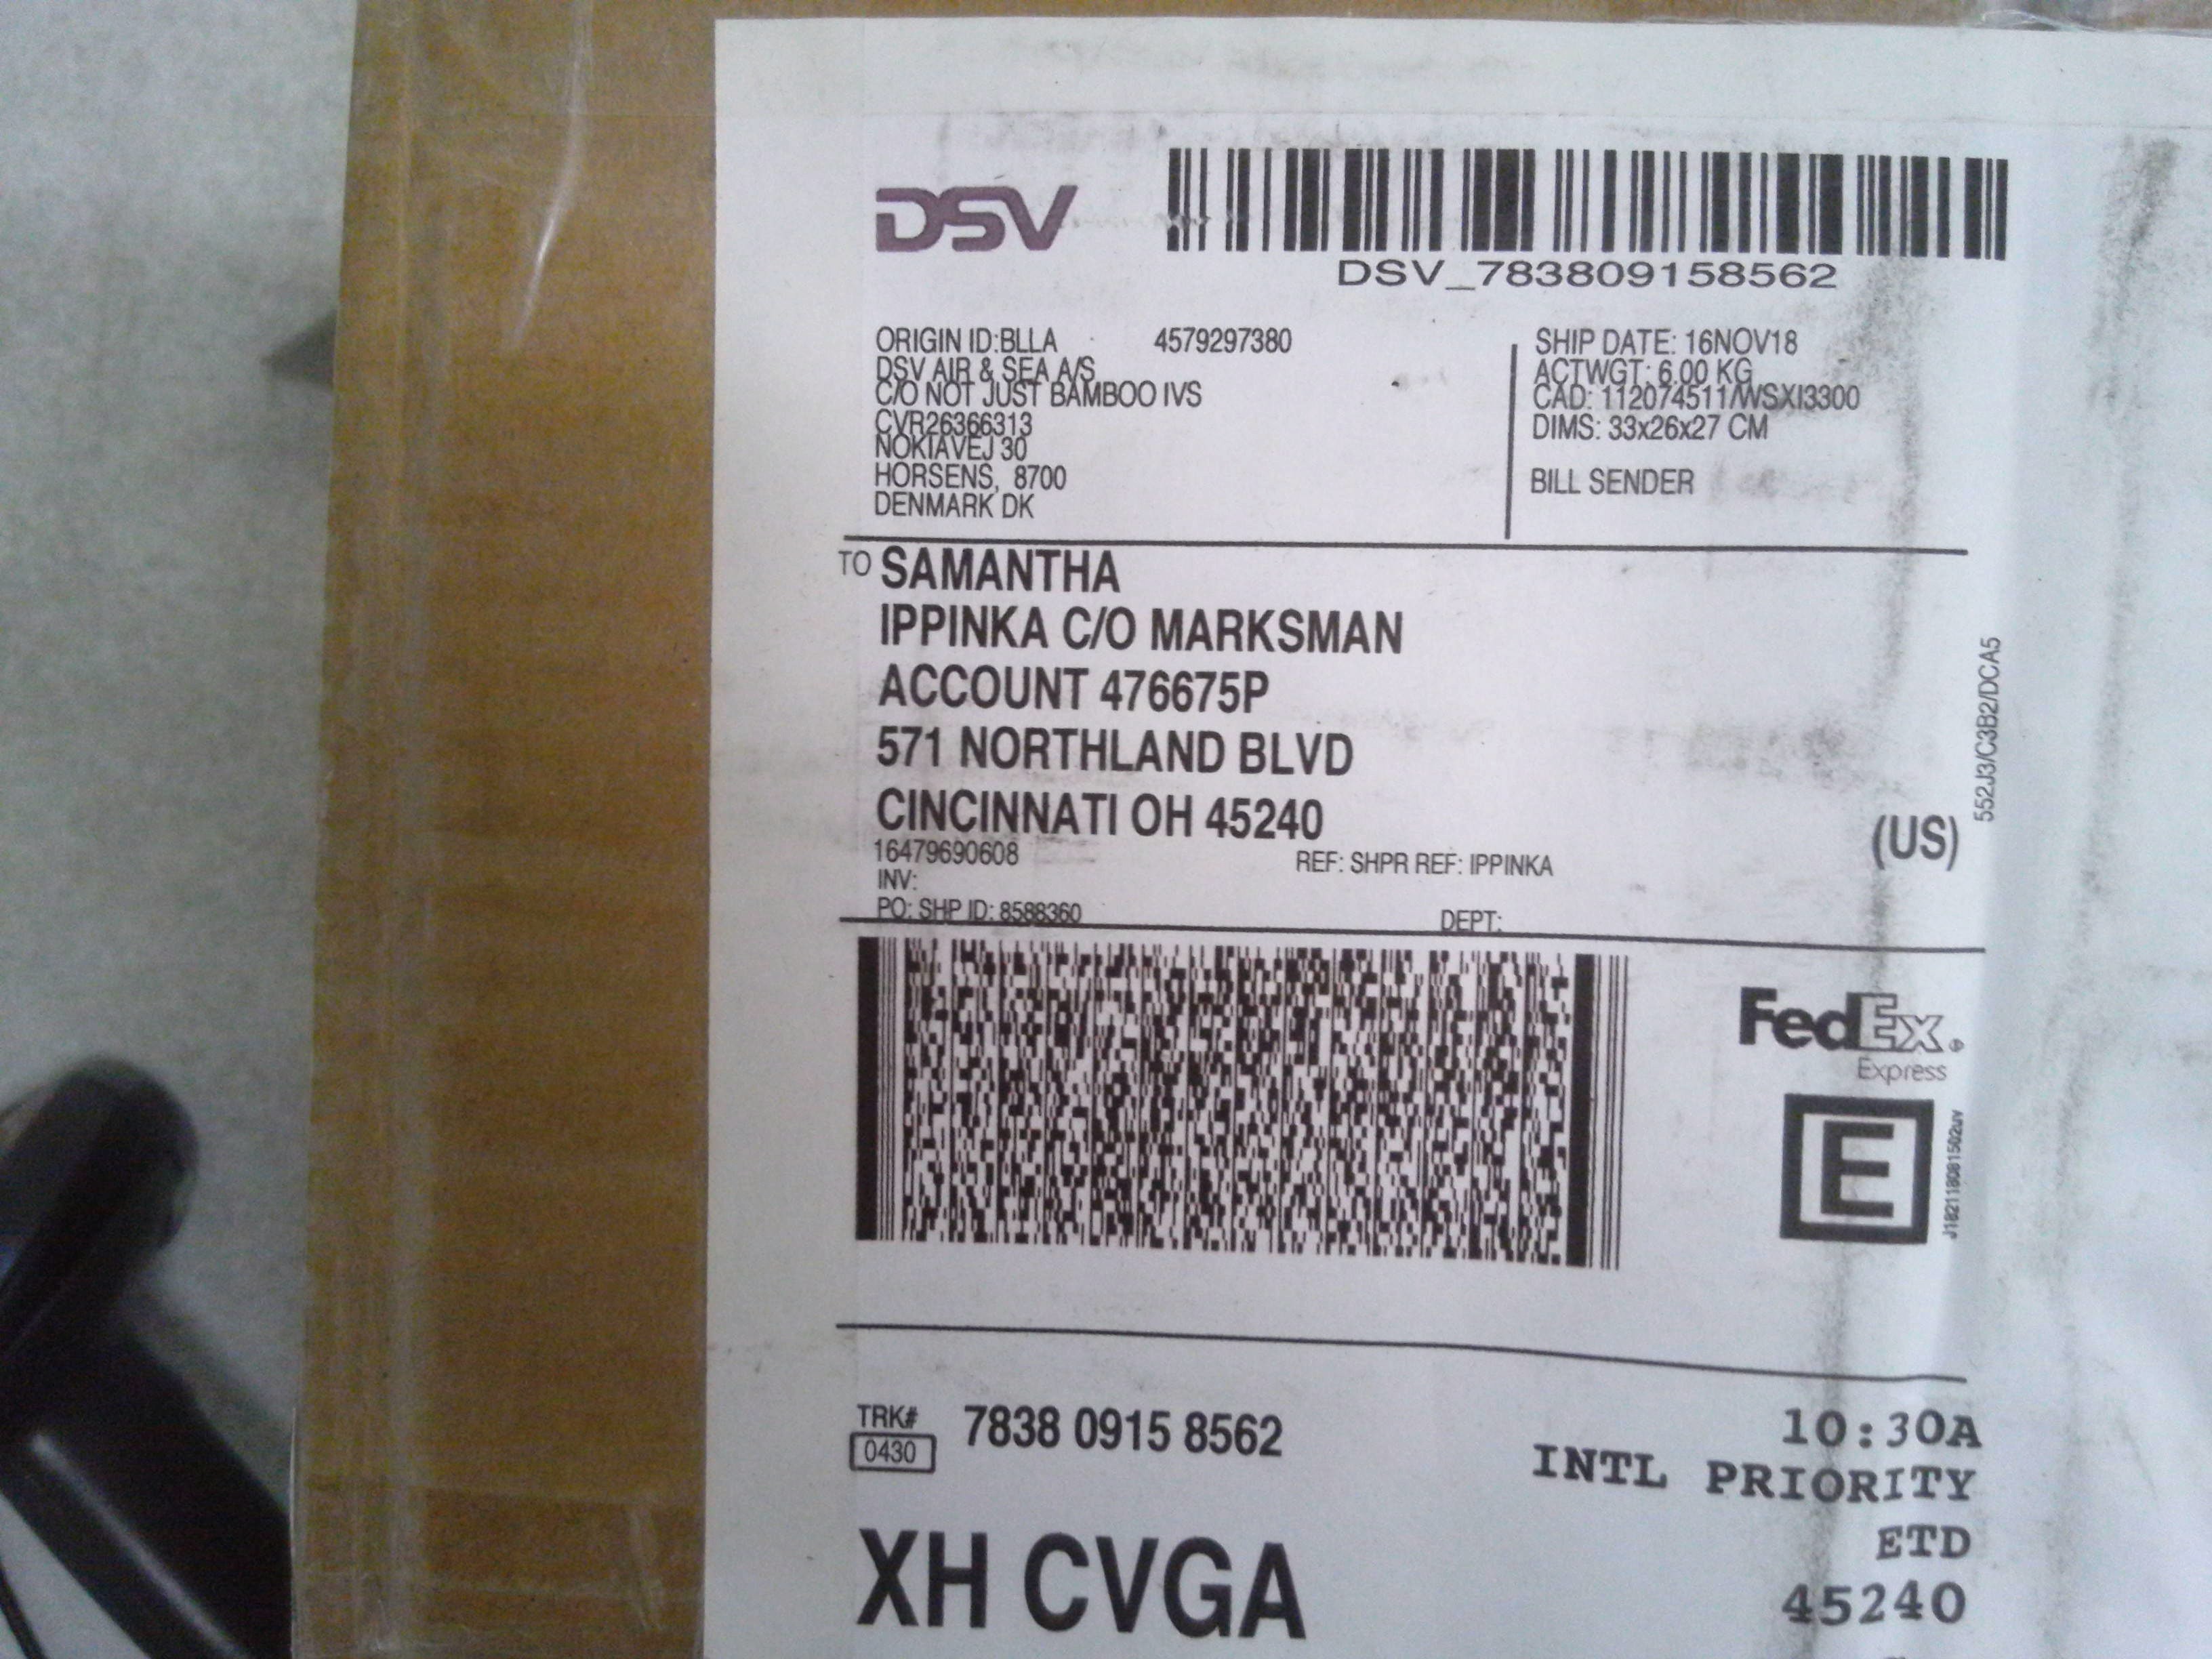 DSV
DSV_783809158562
ORIGIN ID:BLLA 4579297380
DSV AIR & SEA A/S
C/O NOT JUST BAMBOO IVS
CVR26366313
NOKIAVEJ 30
HORSENS, 8700
DENMARK DK
SHIP DATE: 16NOV18
ACTWGT: 6.00 KG
CAD: 112074511/WSXI3300
DIMS: 33x26x27 CM
BILL SENDER
TO SAMANTHA
IPPINKA C/O MARKSMAN
ACCOUNT 476675P
571 NORTHLAND BLVD
CINCINNATI OH 45240
(US)
16479690608
REF: SHPR REF: IPPINKA
INV:
PO: SHP ID: 8588360
DEPT:
552J3/C3B2/DCA5
FedEx
Express
E
TRK# 7838 0915 8562
0430
10:30A
INTL PRIORITY
XH CVGA
ETD
45240